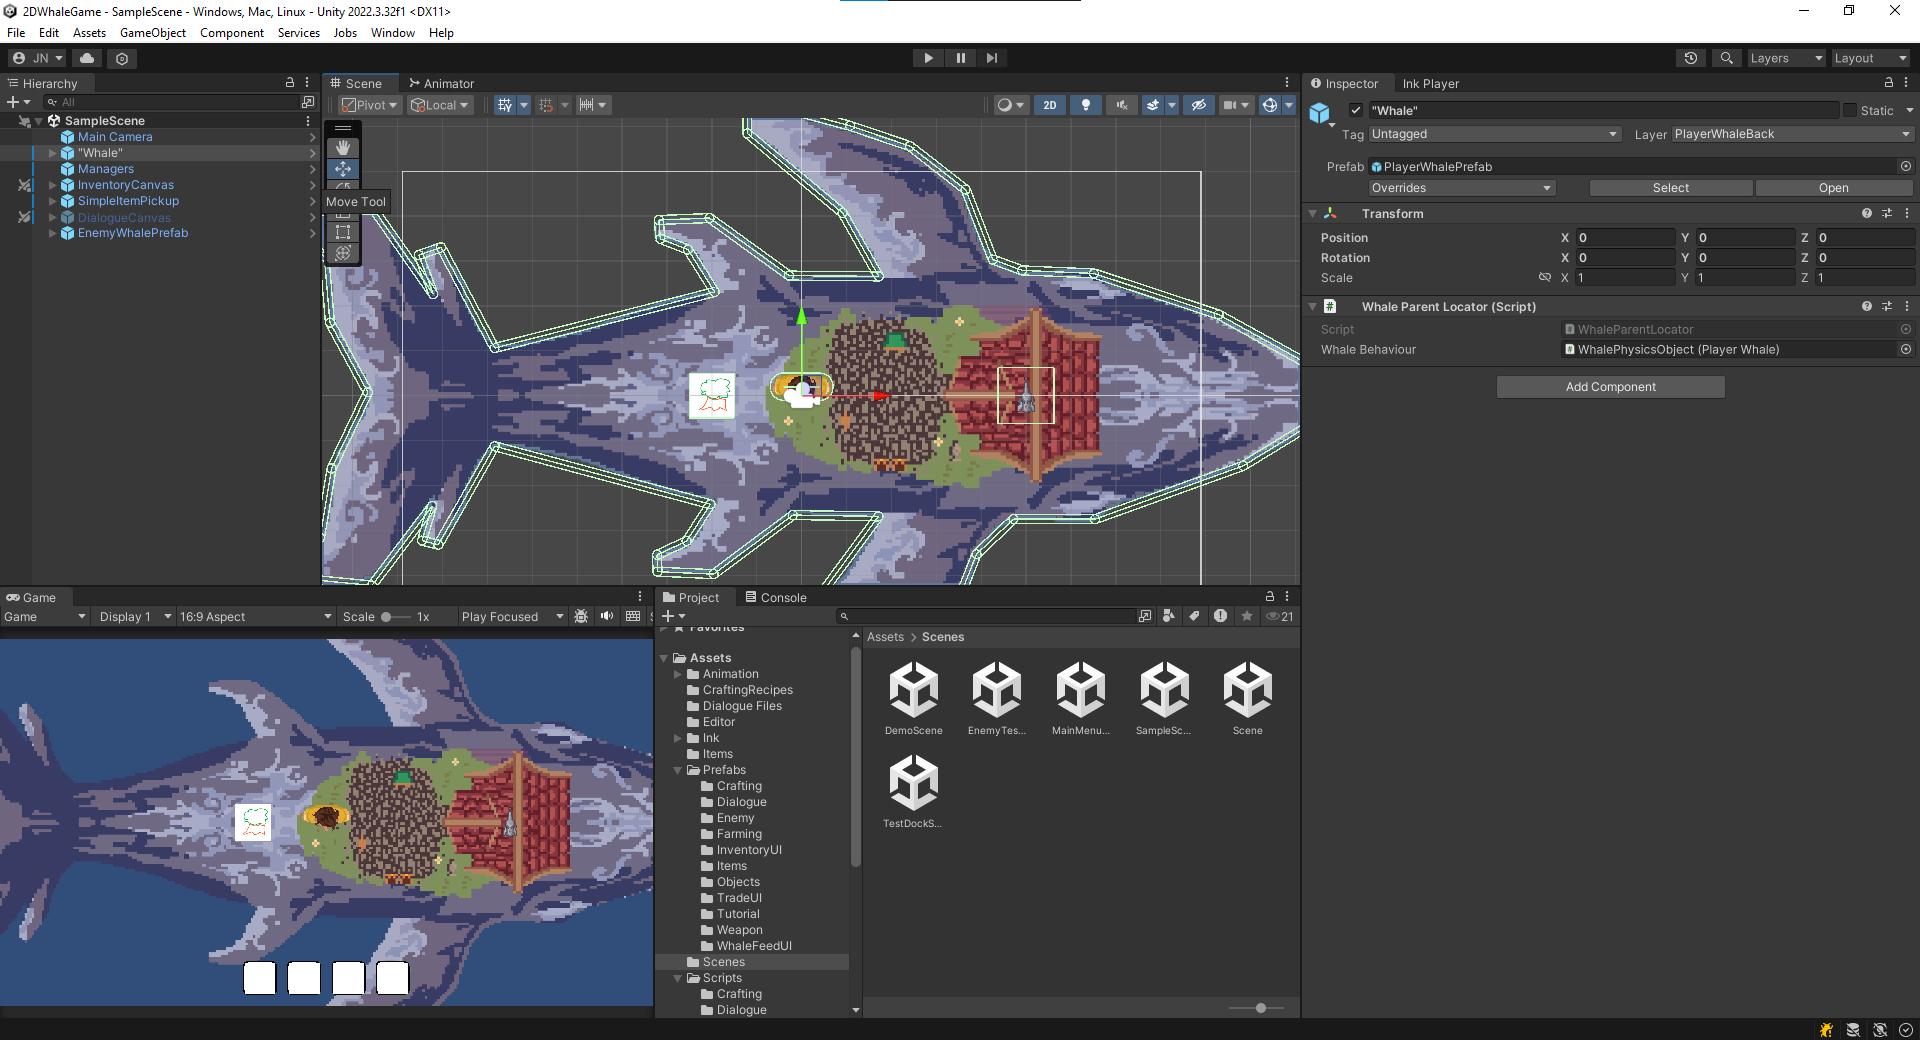 2DWhaleGame - SampleScene - Windows, Mac, Linux - Unity 2022.3.32f1 <DX11>
File Edit Assets GameObject Component Services Jobs Window Help
JN Layers Layout
Hierarchy
All
SampleScene
Main Camera
"Whale"
Managers
InventoryCanvas
SimpleItemPickup
DialogueCanvas
EnemyWhalePrefab
Scene Animator
Pivot Local 2D
Move Tool
Inspector Ink Player
"Whale" Static
Tag Untagged Layer PlayerWhaleBack
Prefab PlayerWhalePrefab
Overrides Select Open
Transform
Position X 0 Y 0 Z 0
Rotation X 0 Y 0 Z 0
Scale X 1 Y 1 Z 1
Whale Parent Locator (Script)
Script WhaleParentLocator
Whale Behaviour WhalePhysicsObject (Player Whale)
Add Component
Game
Game Display 1 16:9 Aspect Scale 1x Play Focused
Project Console
21
Favorites
Assets
Animation
CraftingRecipes
Dialogue Files
Editor
Ink
Items
Prefabs
Crafting
Dialogue
Enemy
Farming
InventoryUI
Items
Objects
TradeUI
Tutorial
Weapon
WhaleFeedUI
Scenes
Scripts
Crafting
Dialogue
Assets > Scenes
DemoScene EnemyTes... MainMenu... SampleSc... Scene
TestDockS...